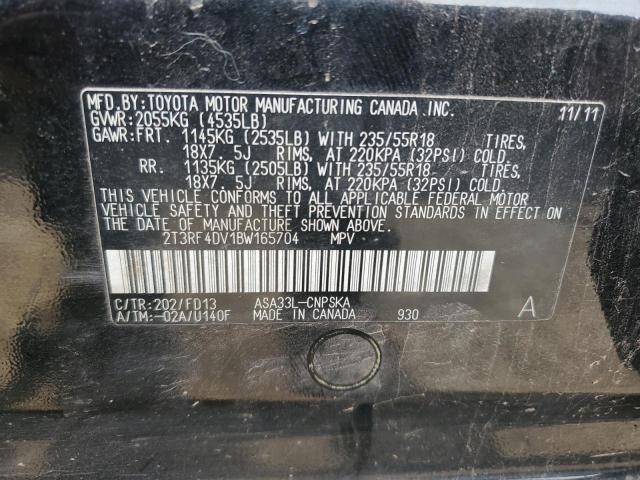 MFD.BY:TOYOTA MOTOR MANUFACTURING CANADA.INC.
11/11
GVWR:2055KG (4535LB)
GAWR:FRT. 1145KG (2535LB) WITH 235/55R18 TIRES,
18X7. 5J RIMS, AT 220KPA (32PSI) COLD.
RR. 1135KG (2505LB) WITH 235/55R18 TIRES,
18X7. 5J RIMS, AT 220KPA (32PSI) COLD.
THIS VEHICLE CONFORMS TO ALL APPLICABLE FEDERAL MOTOR
VEHICLE SAFETY AND THEFT PREVENTION STANDARDS IN EFFECT ON
THE DATE OF MANUFACTURE SHOWN ABOVE.
2T3RF4DV1BW165704 MPV
C/TR:202/FD13 ASA33L-CNPSKA A
A/TM:-02A/U140F MADE IN CANADA 930